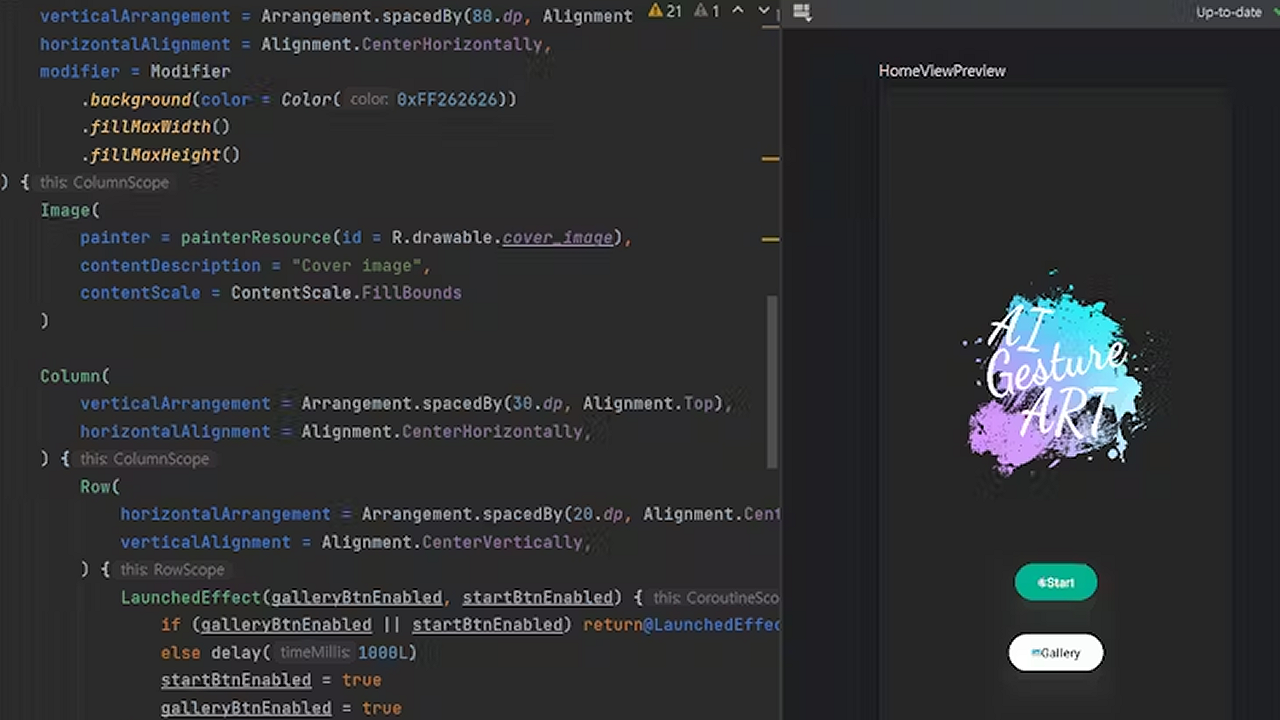 verticalArrangement = Arrangement.spacedBy(80.dp, Alignment
horizontalAlignment = Alignment.CenterHorizontally,
modifier = Modifier
.background(color = Color( color: 0xFF262626))
.fillMaxWidth()
.fillMaxHeight()
) { this: ColumnScope
Image(
painter = painterResource(id = R.drawable.cover_image),
contentDescription = "Cover image",
contentScale = ContentScale.FillBounds
)
Column(
verticalArrangement = Arrangement.spacedBy(30.dp, Alignment.Top),
horizontalAlignment = Alignment.CenterHorizontally,
) { this: ColumnScope
Row(
horizontalArrangement = Arrangement.spacedBy(20.dp, Alignment.Cent
verticalAlignment = Alignment.CenterVertically,
) { this: RowScope
LaunchedEffect(galleryBtnEnabled, startBtnEnabled) { this: CoroutineSco
if (galleryBtnEnabled || startBtnEnabled) return@LaunchedEffec
else delay( timeMillis: 1000L)
startBtnEnabled = true
galleryBtnEnabled = true
21 1
Up-to-date
HomeViewPreview
AI
Gesture
ART
Start
Gallery